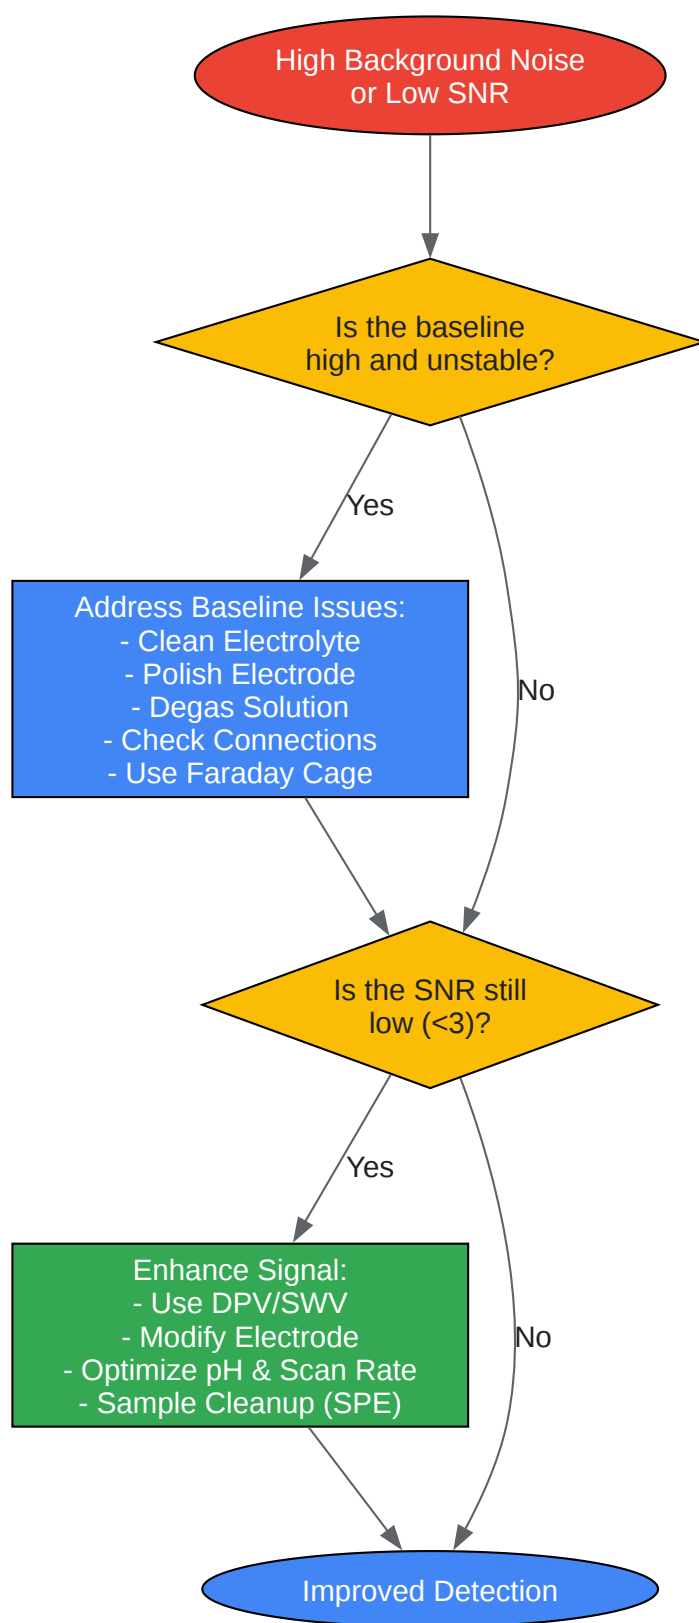 High Background Noise
or Low SNR
Is the baseline
high and unstable?
Yes
Address Baseline Issues:
- Clean Electrolyte
- Polish Electrode
- Degas Solution
- Check Connections
- Use Faraday Cage
No
Is the SNR still
low (<3)?
Yes
Enhance Signal:
- Use DPV/SWV
- Modify Electrode
- Optimize pH & Scan Rate
- Sample Cleanup (SPE)
No
Improved Detection